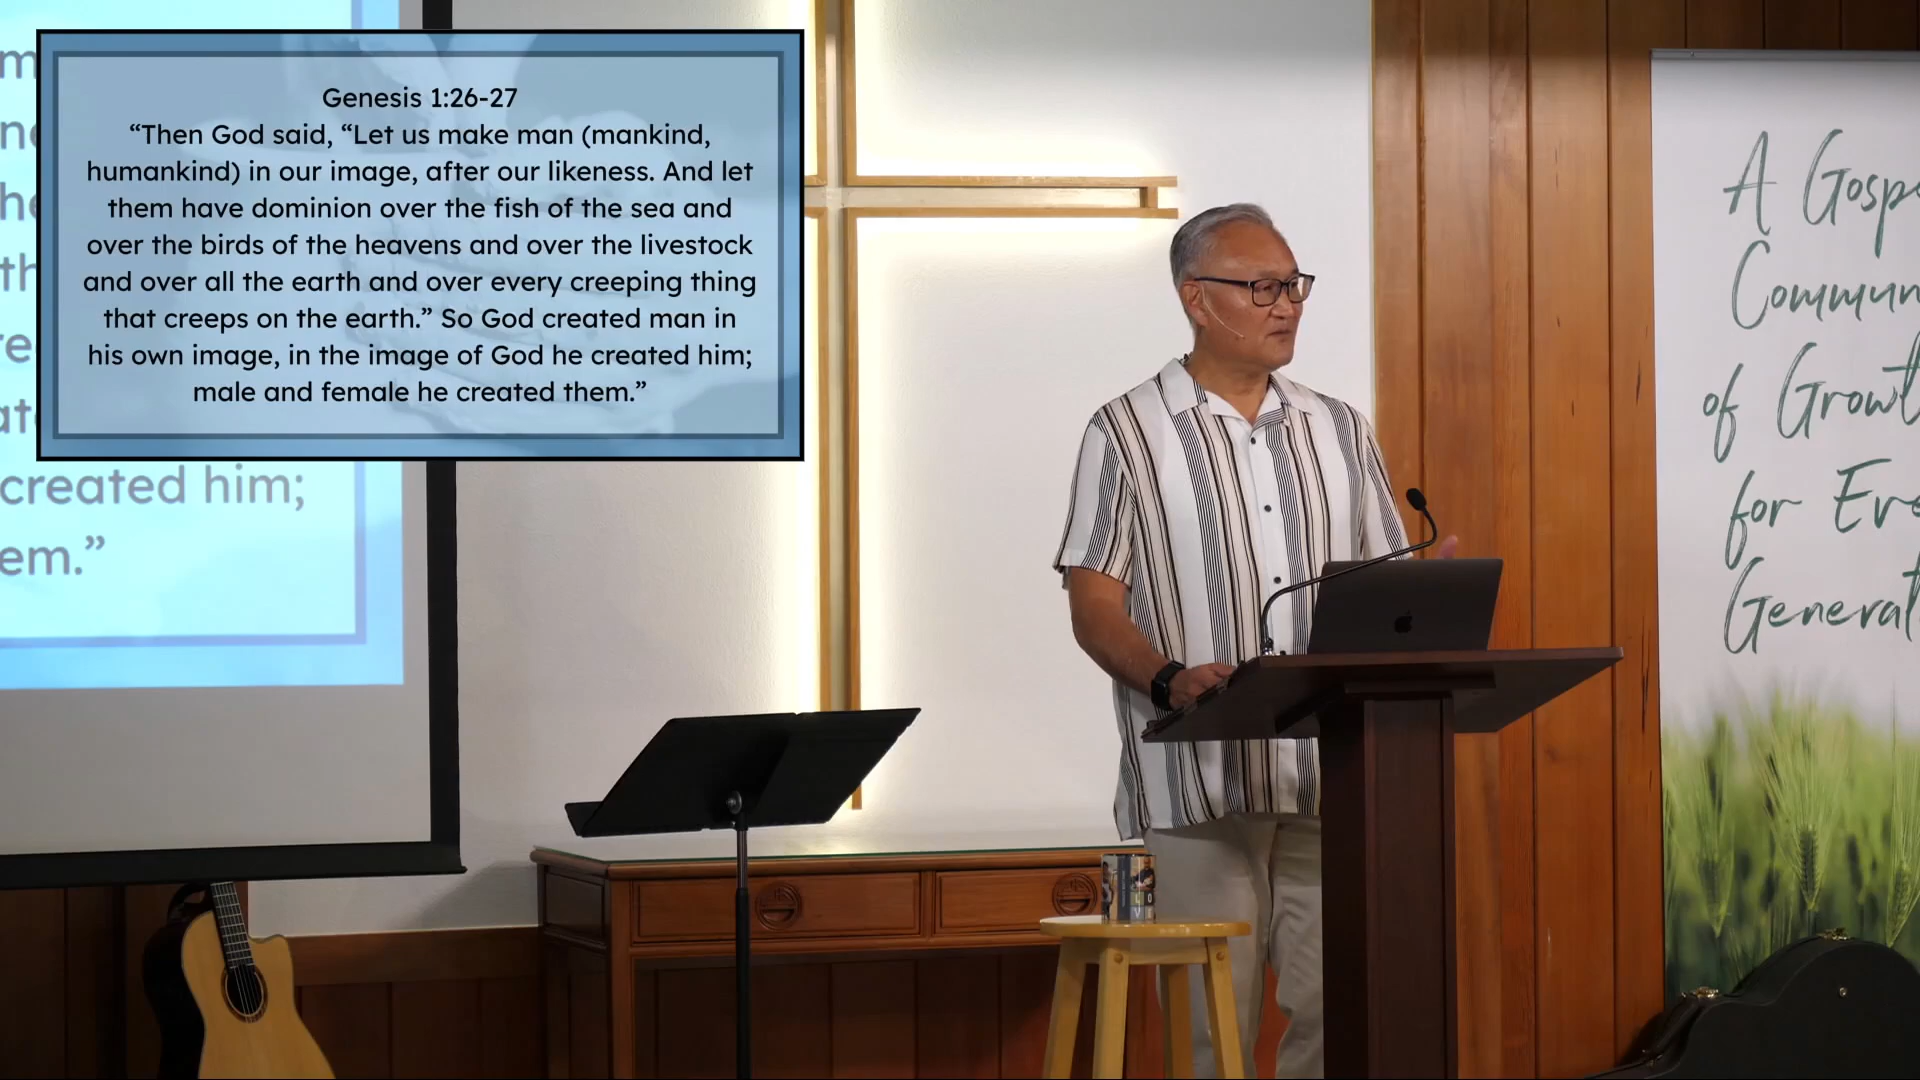 Genesis 1:26-27
“Then God said, “Let us make man (mankind,
humankind) in our image, after our likeness. And let
them have dominion over the fish of the sea and
over the birds of the heavens and over the livestock
and over all the earth and over every creeping thing
that creeps on the earth.” So God created man in
his own image, in the image of God he created him;
male and female he created them.”
created him;
em.”
A Gosp
Commun
of Growt
for Eve
Generat